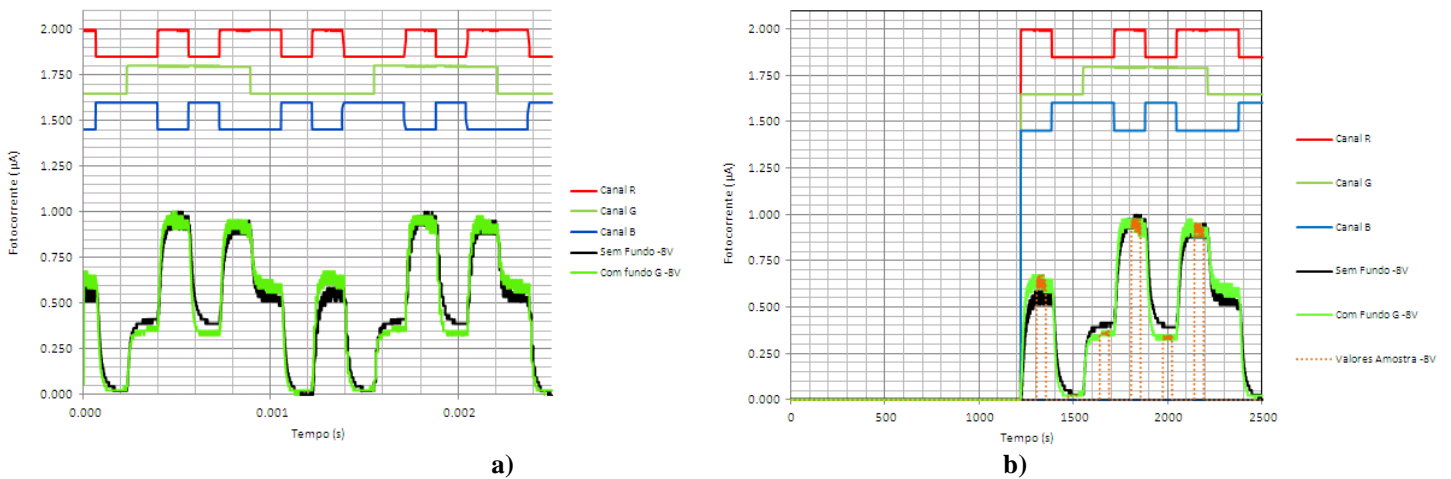 2.000
1.750
1.500
1.250
1.000
0.750
0.500
0.250
0.000
Fotocorrente (µA)
0.000 0.001 0.002
Tempo (s)
Canal R
Canal G
Canal B
Sem Fundo -8V
Com fundo G -8V
a)
2.000
1.750
1.500
1.250
1.000
0.750
0.500
0.250
0.000
Fotocorrente (µA)
0 500 1000 1500 2000 2500
Tempo (s)
Canal R
Canal G
Canal B
Sem Fundo -8V
Com Fundo G -8V
Valores Amostra -8V
b)